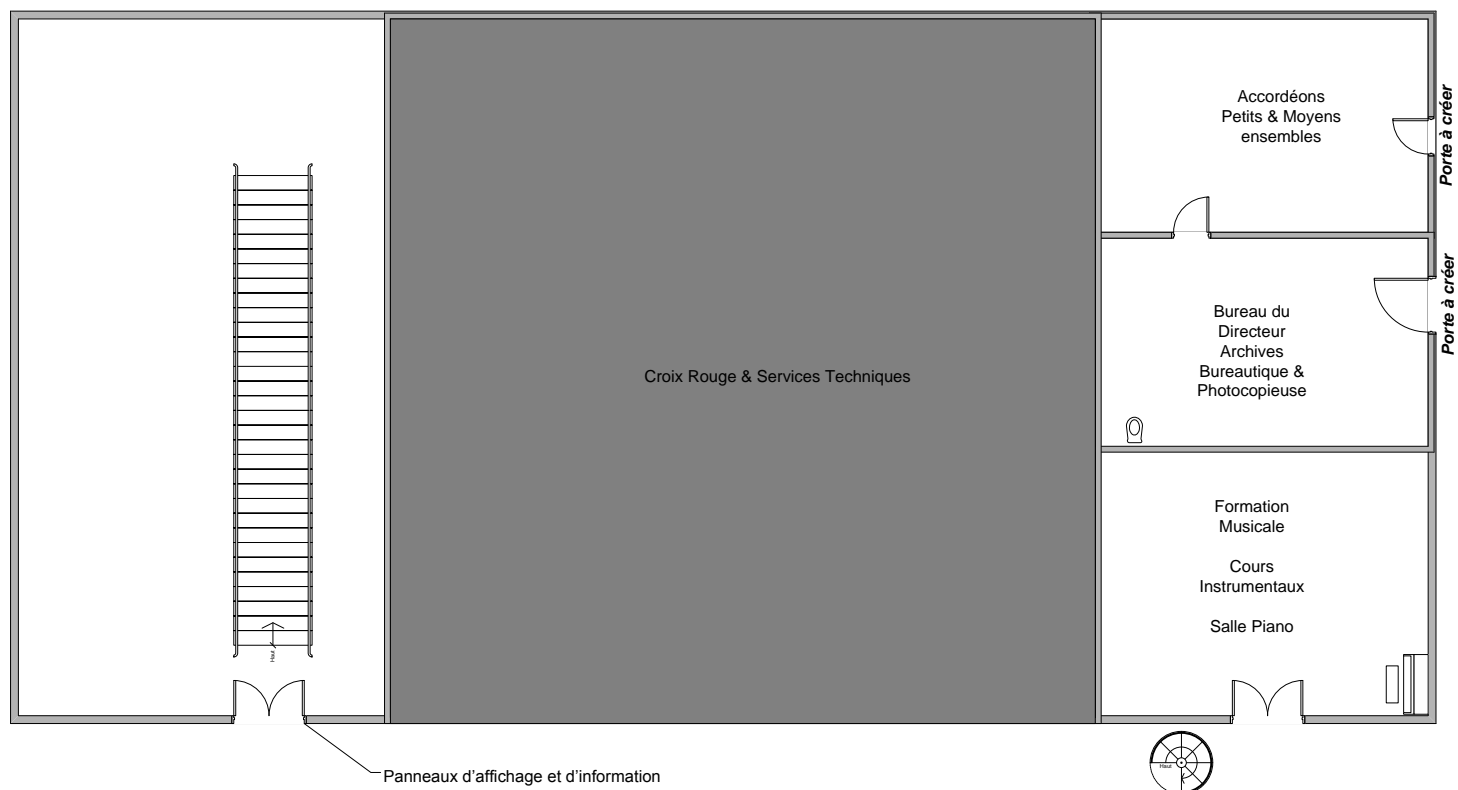 Accordéons
Petits & Moyens
ensembles
Porte à créer
Porte à créer
Bureau du
Directeur
Archives
Bureautique &
Photocopieuse
Croix Rouge & Services Techniques
Formation
Musicale
Cours
Instrumentaux
Salle Piano
Haut
Panneaux d’affichage et d’information
Haut